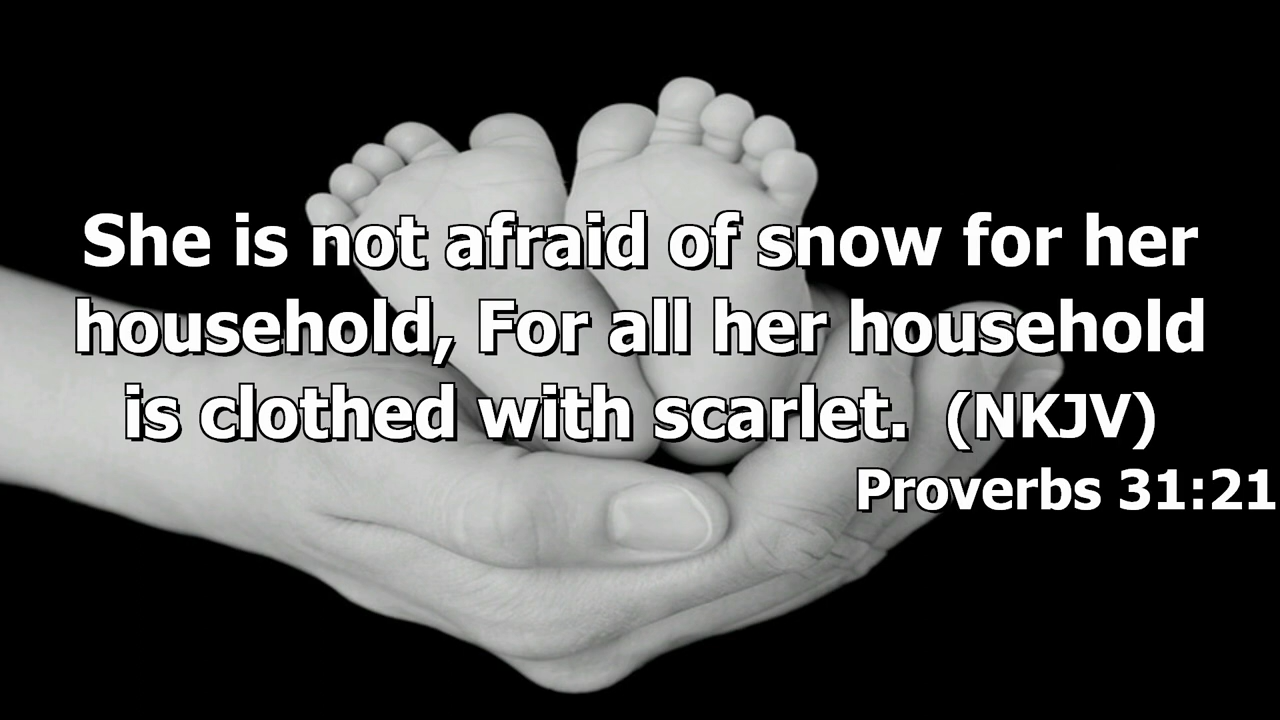 She is not afraid of snow for her
household, For all her household
is clothed with scarlet. (NKJV)
Proverbs 31:21